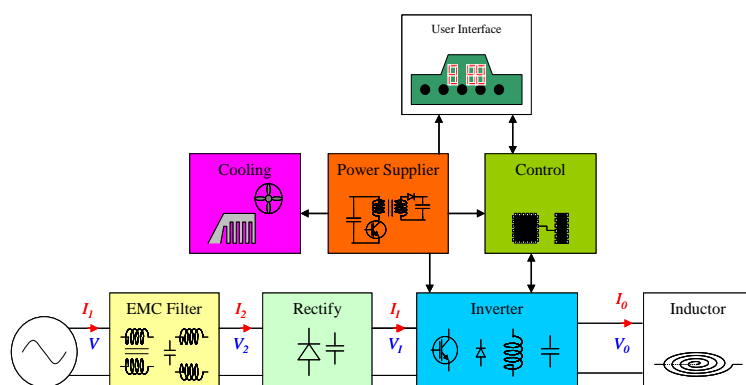 User Interface
Cooling
Power Supplier
Control
I1
V
EMC Filter
I2
V2
Rectify
I1
V1
Inverter
I0
V0
Inductor